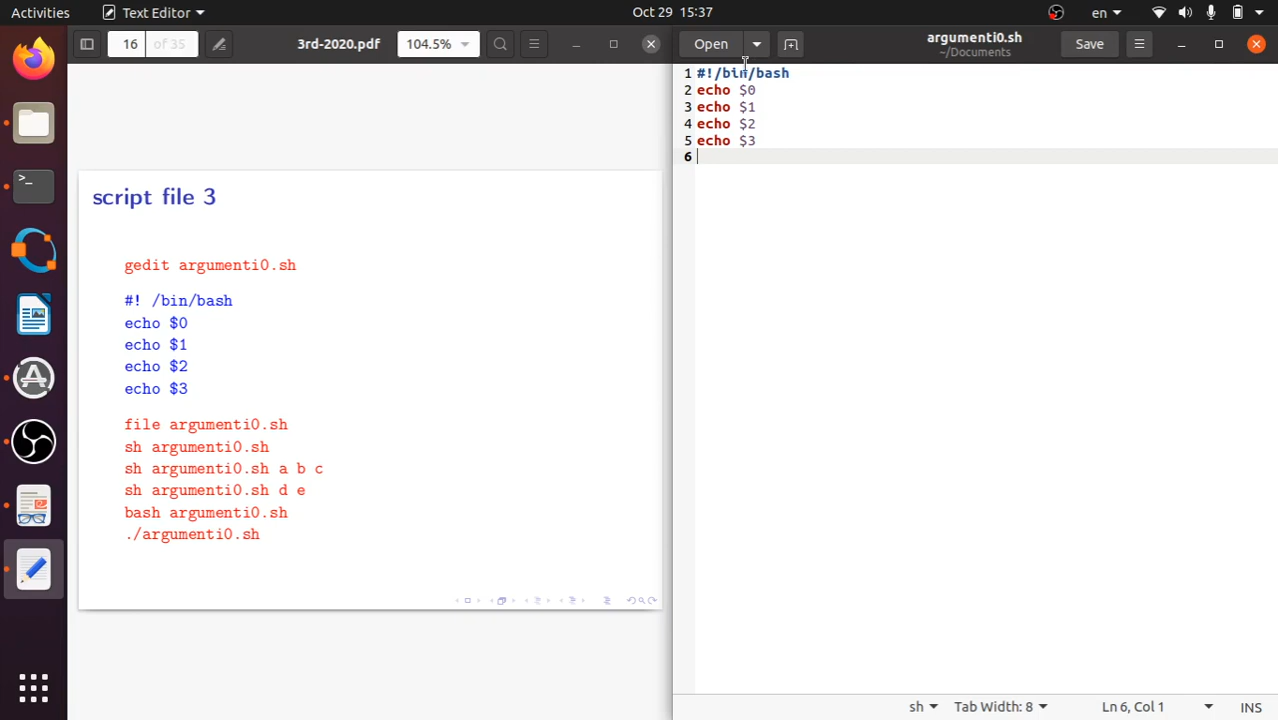 Activities
Text Editor
Oct 29 15:37
en
16 of 35
3rd-2020.pdf
104.5%
Open
argumenti0.sh
~/Documents
Save
script file 3
gedit argumenti0.sh
#! /bin/bash
echo $0
echo $1
echo $2
echo $3
file argumenti0.sh
sh argumenti0.sh
sh argumenti0.sh a b c
sh argumenti0.sh d e
bash argumenti0.sh
./argumenti0.sh
1 #!/bin/bash
2 echo $0
3 echo $1
4 echo $2
5 echo $3
6
sh
Tab Width: 8
Ln 6, Col 1
INS